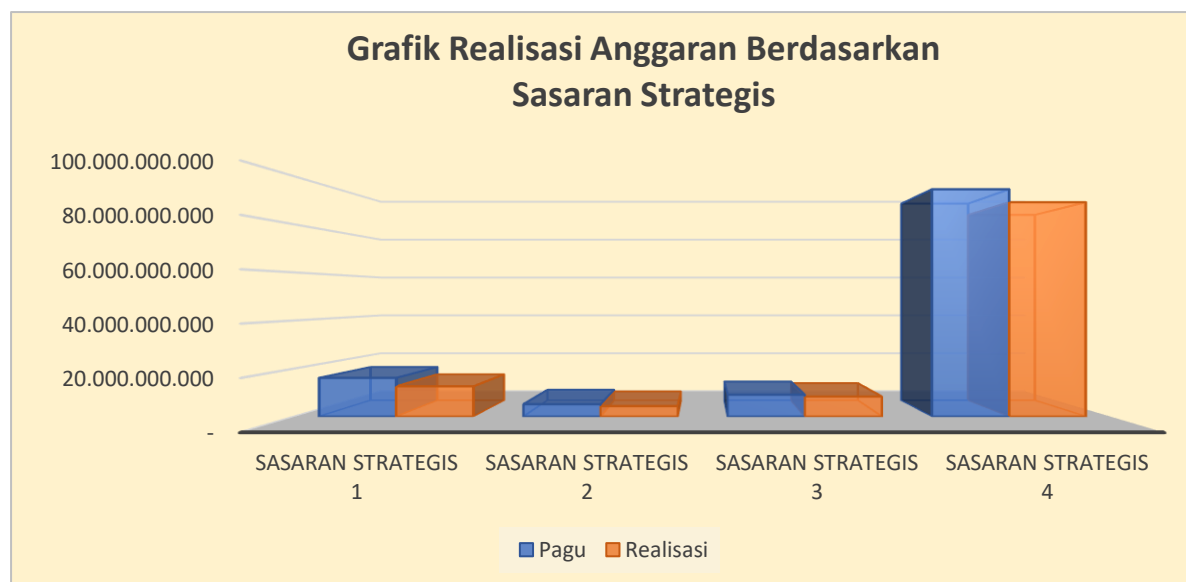 Grafik Realisasi Anggaran Berdasarkan
Sasaran Strategis
100.000.000.000
80.000.000.000
60.000.000.000
40.000.000.000
20.000.000.000
-
SASARAN STRATEGIS
1
SASARAN STRATEGIS
2
SASARAN STRATEGIS
3
SASARAN STRATEGIS
4
Pagu
Realisasi